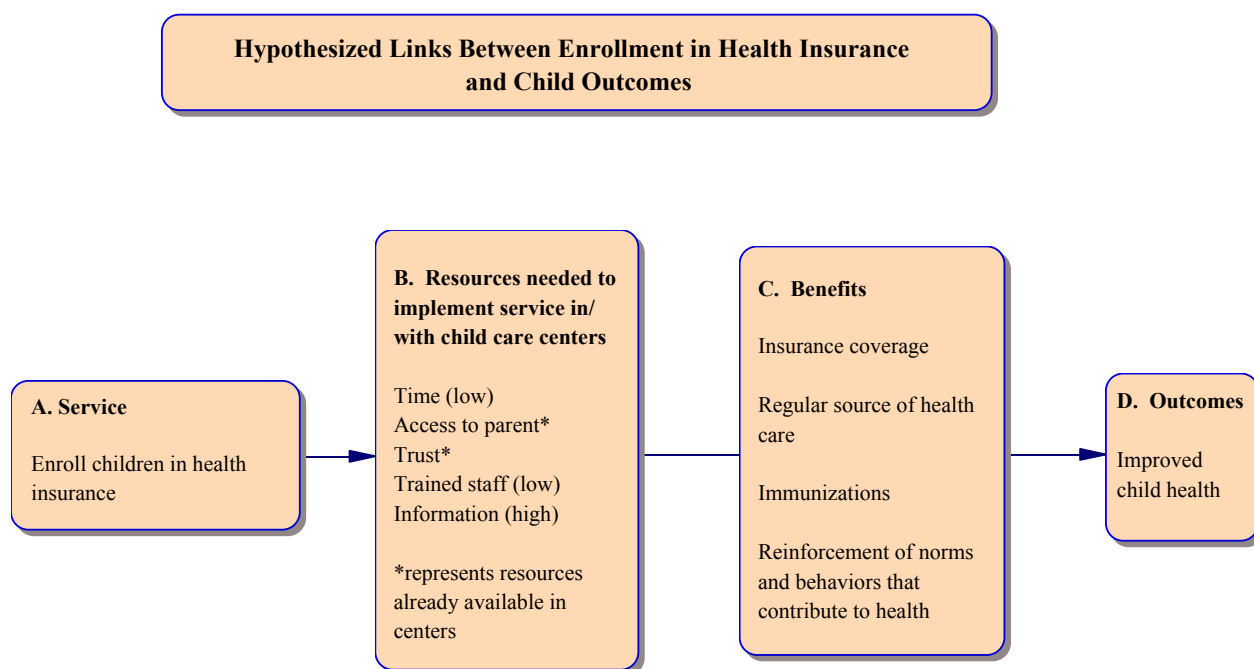 Hypothesized Links Between Enrollment in Health Insurance
and Child Outcomes
A. Service
Enroll children in health
insurance
B.  Resources needed to
implement service in/
with child care centers
Time (low)
Access to parent*
Trust*
Trained staff (low)
Information (high)
*represents resources
already available in
centers
C.  Benefits
Insurance coverage
Regular source of health
care
Immunizations
Reinforcement of norms
and behaviors that
contribute to health
D.  Outcomes
Improved
child health